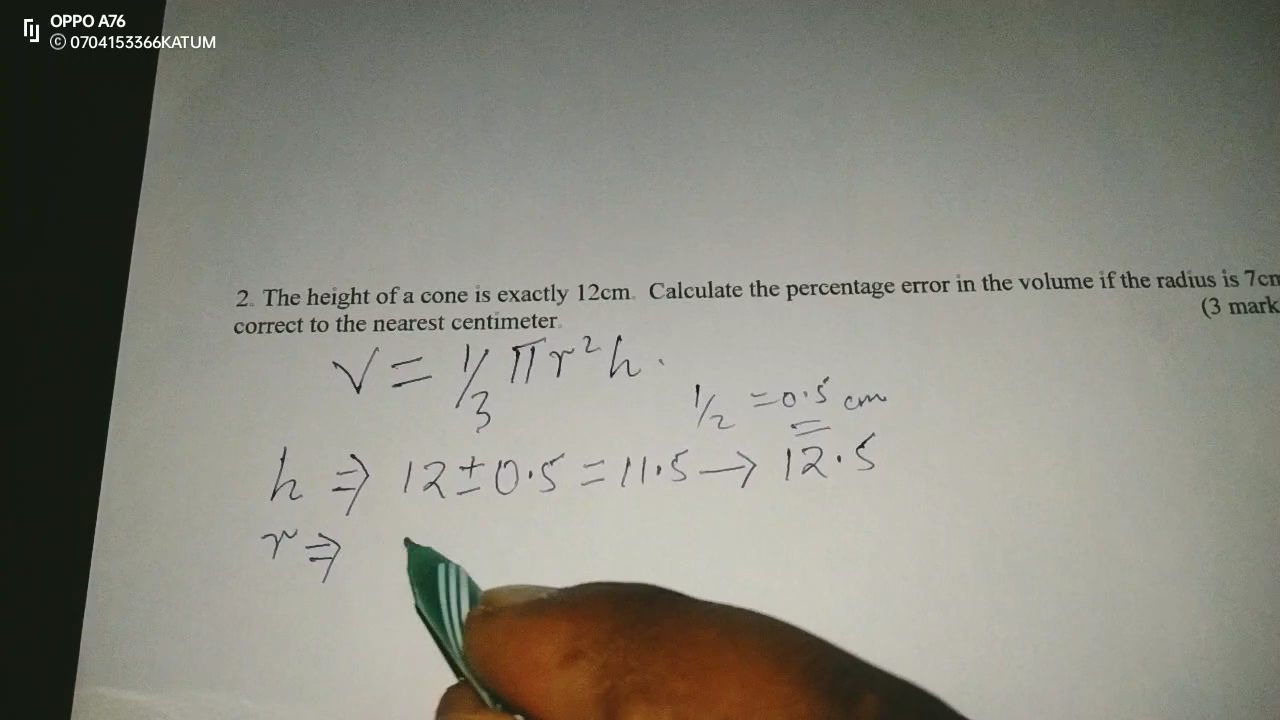 OPPO A76
© 0704153366KATUM
2. The height of a cone is exactly 12cm. Calculate the percentage error in the volume if the radius is 7cm
(3 mark
correct to the nearest centimeter.
V = 1/3 πr²h.
1/2 = 0.5 cm
h ⇒ 12 ± 0.5 = 11.5 → 12.5
r ⇒